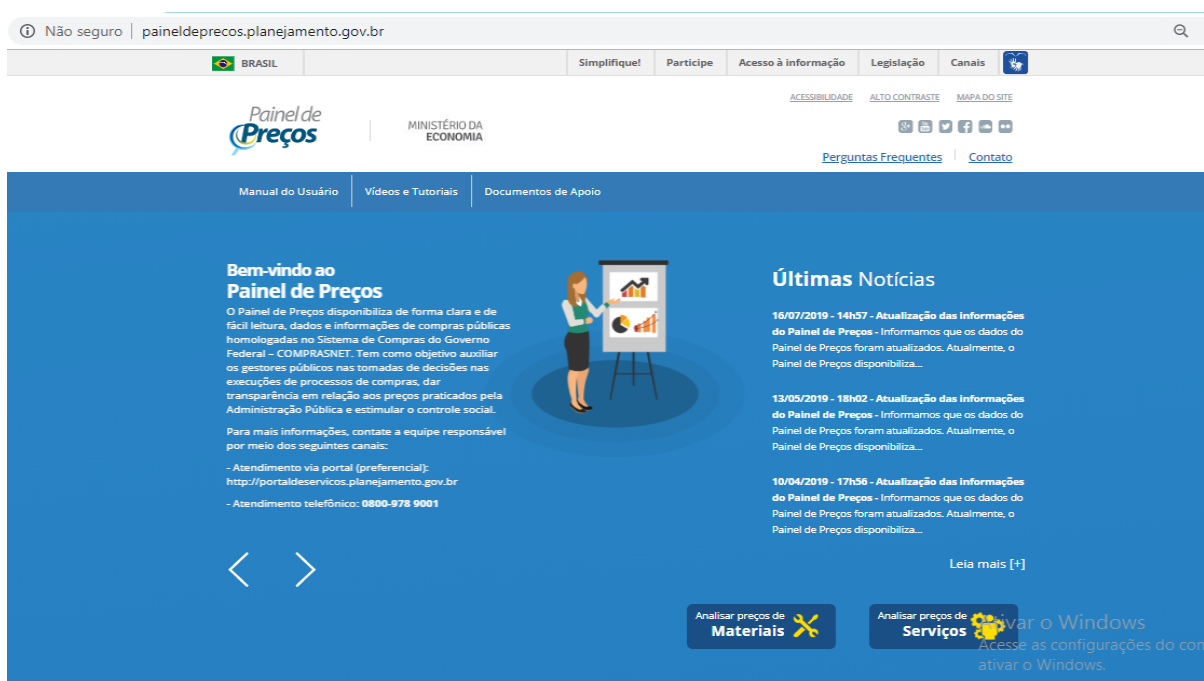 Não seguro | paineldeprecos.planejamento.gov.br
BRASIL
Simplifique! Participe Acesso à informação Legislação Canais
ACESSIBILIDADE ALTO CONTRASTE MAPA DO SITE
Painel de
Preços
MINISTÉRIO DA
ECONOMIA
Perguntas Frequentes Contato
Manual do Usuário Vídeos e Tutoriais Documentos de Apoio
Bem-vindo ao
Painel de Preços
O Painel de Preços disponibiliza de forma clara e de
fácil leitura, dados e informações de compras públicas
homologadas no Sistema de Compras do Governo
Federal – COMPRASNET. Tem como objetivo auxiliar
os gestores públicos nas tomadas de decisões nas
execuções de processos de compras, dar
transparência em relação aos preços praticados pela
Administração Pública e estimular o controle social.
Para mais informações, contate a equipe responsável
por meio dos seguintes canais:
- Atendimento via portal (preferencial):
http://portaldeservicos.planejamento.gov.br
- Atendimento telefônico: 0800-978 9001
Últimas Notícias
16/07/2019 - 14h57 - Atualização das informações
do Painel de Preços - Informamos que os dados do
Painel de Preços foram atualizados. Atualmente, o
Painel de Preços disponibiliza...
13/05/2019 - 18h02 - Atualização das informações
do Painel de Preços - Informamos que os dados do
Painel de Preços foram atualizados. Atualmente, o
Painel de Preços disponibiliza...
10/04/2019 - 17h56 - Atualização das informações
do Painel de Preços - Informamos que os dados do
Painel de Preços foram atualizados. Atualmente, o
Painel de Preços disponibiliza...
Leia mais [+]
Analisar preços de
Materiais
Analisar preços de
Serviços
Ativar o Windows
Acesse as configurações do com
ativar o Windows.